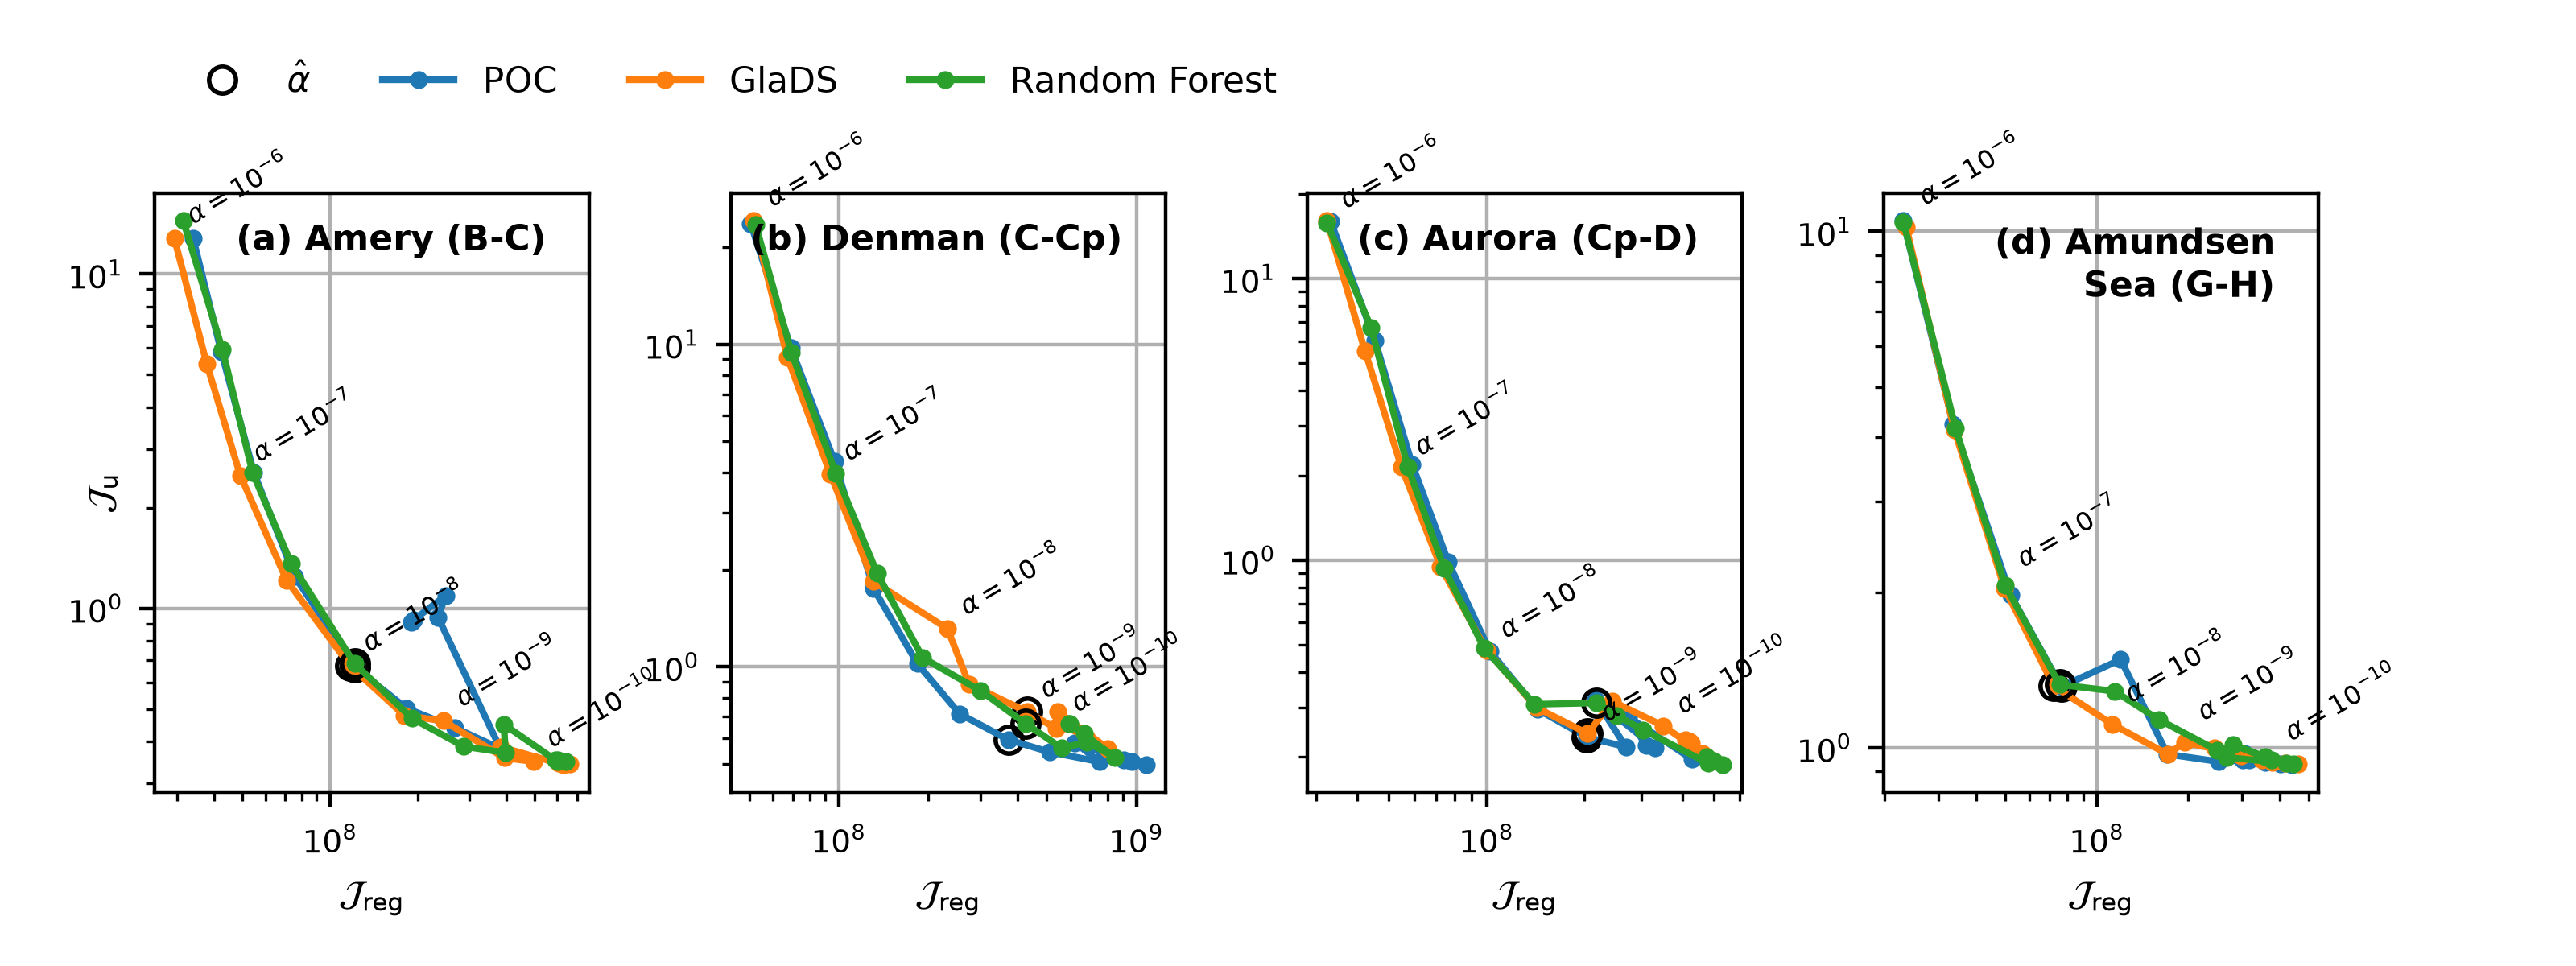 α̂ POC GlaDS Random Forest
(a) Amery (B-C)
α = 10⁻⁶
α = 10⁻⁷
α = 10⁻⁸
α = 10⁻⁹
α = 10⁻¹⁰
10¹
10⁰
𝒥u
10⁸
𝒥reg
(b) Denman (C-Cp)
α = 10⁻⁶
α = 10⁻⁷
α = 10⁻⁸
α = 10⁻⁹
α = 10⁻¹⁰
10¹
10⁰
10⁸ 10⁹
𝒥reg
(c) Aurora (Cp-D)
α = 10⁻⁶
α = 10⁻⁷
α = 10⁻⁸
α = 10⁻⁹
α = 10⁻¹⁰
10¹
10⁰
10⁸
𝒥reg
(d) Amundsen
Sea (G-H)
α = 10⁻⁶
α = 10⁻⁷
α = 10⁻⁸
α = 10⁻⁹
α = 10⁻¹⁰
10¹
10⁰
10⁸
𝒥reg